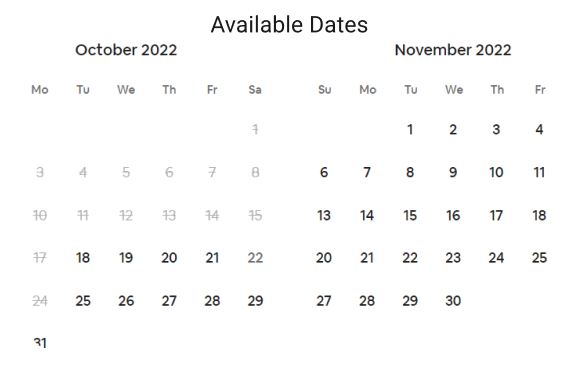 Available Dates
October 2022
Mo Tu We Th Fr Sa
1
3 4 5 6 7 8
10 11 12 13 14 15
17 18 19 20 21 22
24 25 26 27 28 29
31
November 2022
Su Mo Tu We Th Fr
1 2 3 4
6 7 8 9 10 11
13 14 15 16 17 18
20 21 22 23 24 25
27 28 29 30